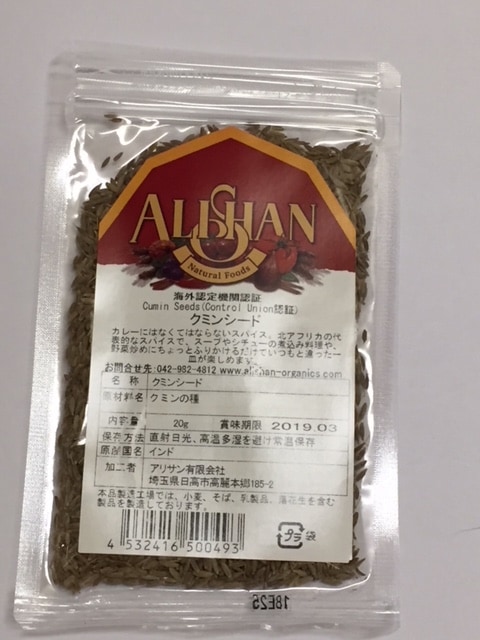 ALISHAN
Natural Foods
海外認定機関認証
Cumin Seeds(Control Union認証)
クミンシード
カレーにはなくてはならないスパイス。北アフリカの代
表的なスパイスで、スープやシチューの煮込み料理や、
野菜炒めにちょっとふりかけるだけでいつもと違った一
皿が楽しめます。
お問合せ先:042-982-4812 www.alishan-organics.com
名 称 クミンシード
原材料名 クミンの種
内容量 20g 賞味期限 2019.03
保存方法 直射日光、高温多湿を避け常温保存
原産国名 インド
加工者 アリサン有限会社
埼玉県日高市高麗本郷185-2
本品製造工場では、小麦、そば、乳製品、落花生を含む
製品を製造しております。
4 532416 500493
プラ 袋
18E25